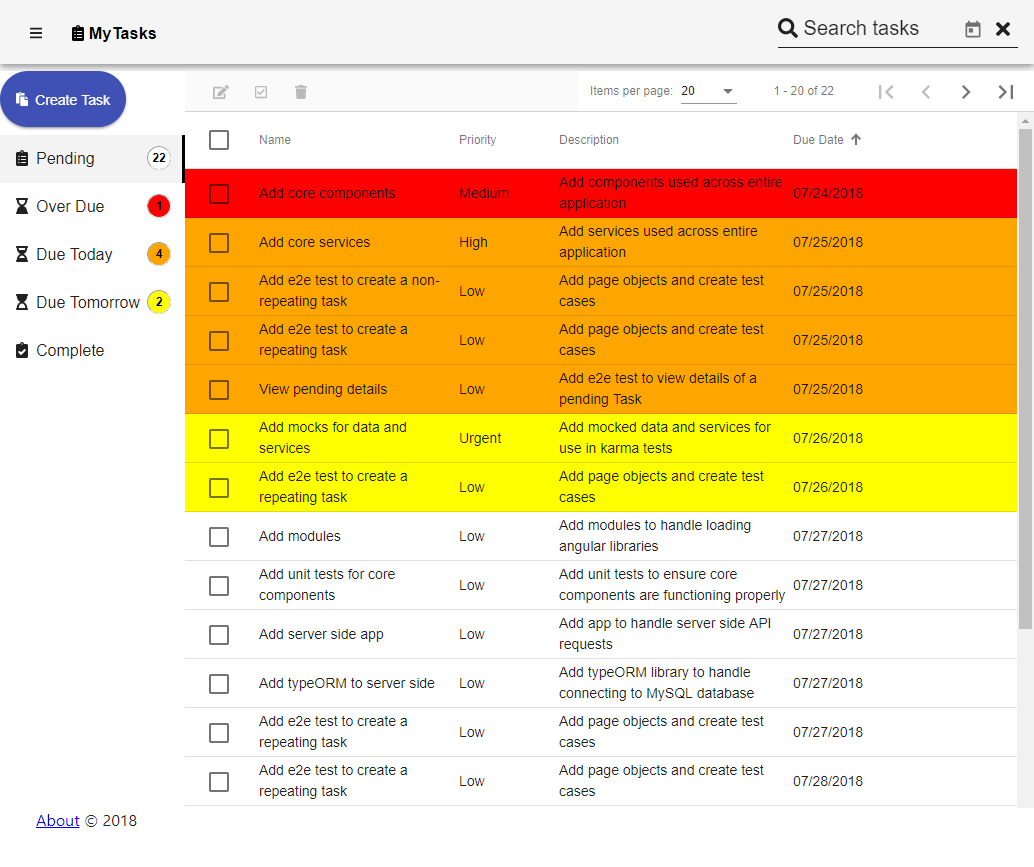 MyTasks
Search tasks
Create Task
Items per page: 20
1 - 20 of 22
Pending 22
Over Due 1
Due Today 4
Due Tomorrow 2
Complete
Name Priority Description Due Date
Add core components Medium Add components used across entire
application 07/24/2018
Add core services High Add services used across entire
application 07/25/2018
Add e2e test to create a non-
repeating task Low Add page objects and create test
cases 07/25/2018
Add e2e test to create a
repeating task Low Add page objects and create test
cases 07/25/2018
View pending details Low Add e2e test to view details of a
pending Task 07/25/2018
Add mocks for data and
services Urgent Add mocked data and services for
use in karma tests 07/26/2018
Add e2e test to create a
repeating task Low Add page objects and create test
cases 07/26/2018
Add modules Low Add modules to handle loading
angular libraries 07/27/2018
Add unit tests for core
components Low Add unit tests to ensure core
components are functioning properly 07/27/2018
Add server side app Low Add app to handle server side API
requests 07/27/2018
Add typeORM to server side Low Add typeORM library to handle
connecting to MySQL database 07/27/2018
Add e2e test to create a
repeating task Low Add page objects and create test
cases 07/27/2018
Add e2e test to create a
repeating task Low Add page objects and create test
cases 07/28/2018
About © 2018